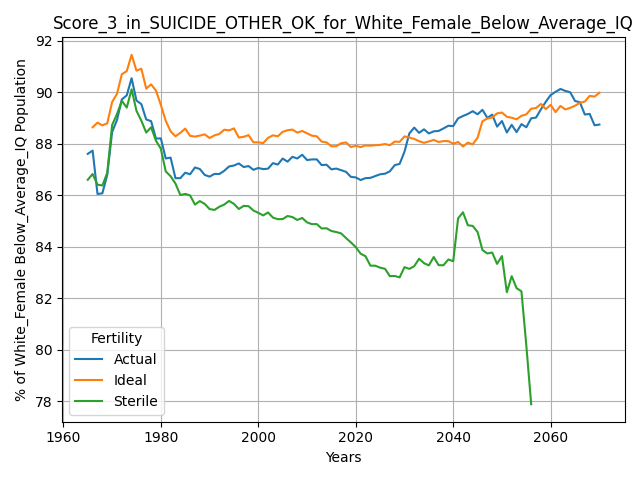 Score_3_in_SUICIDE_OTHER_OK_for_White_Female_Below_Average_IQ
% of White_Female Below_Average_IQ Population
92
90
88
86
84
82
80
78
Fertility
Actual
Ideal
Sterile
1960 1980 2000 2020 2040 2060
Years